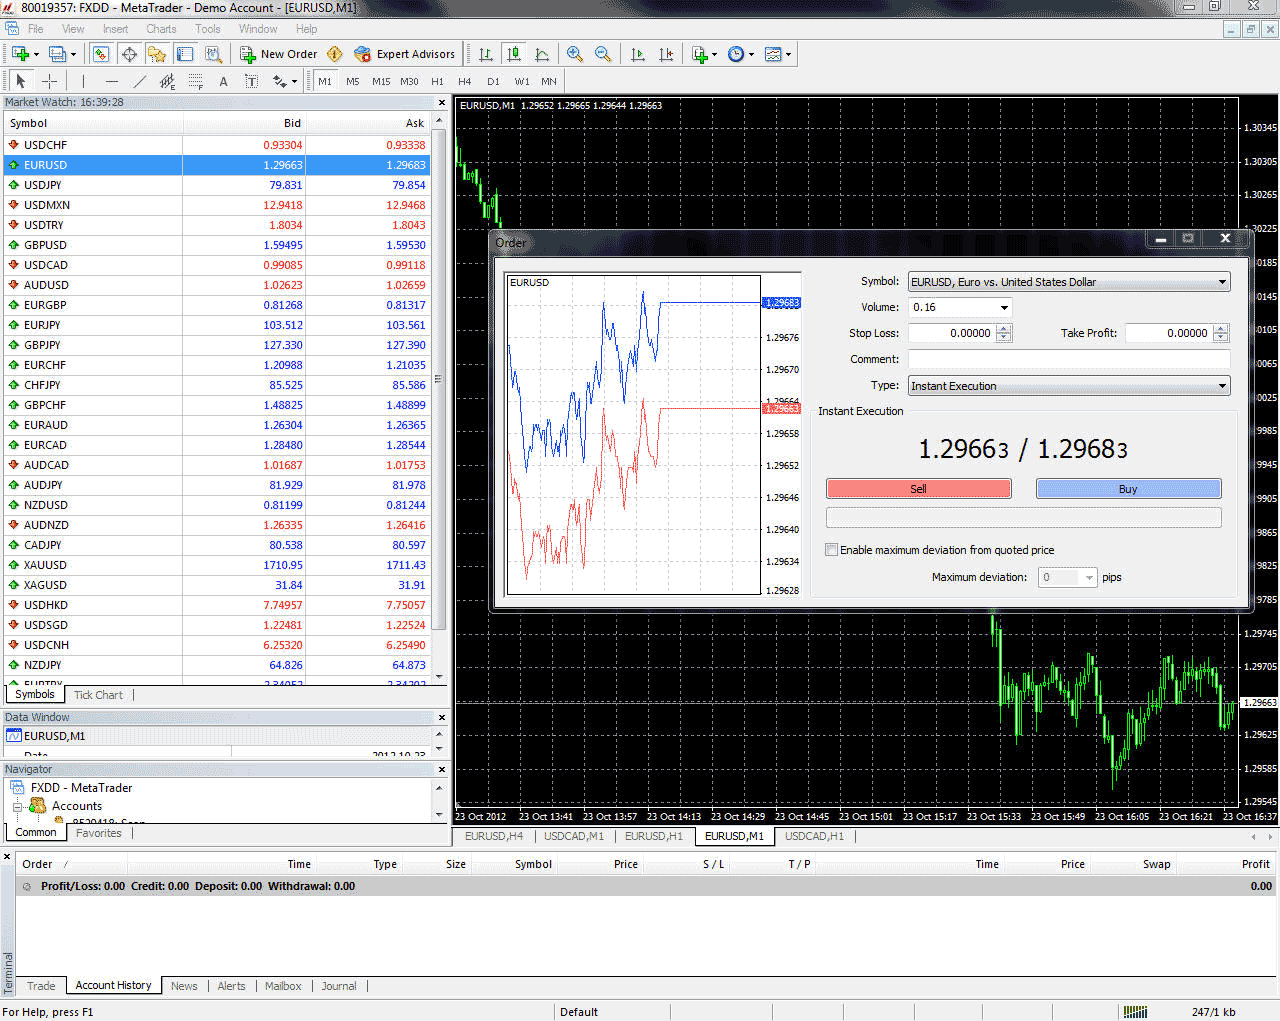 80019357: FXDD - MetaTrader - Demo Account - [EURUSD,M1]
File View Insert Charts Tools Window Help
New Order Expert Advisors
A T M1 M5 M15 M30 H1 H4 D1 W1 MN
Market Watch: 16:39:28
Symbol Bid Ask
USDCHF 0.93304 0.93338
EURUSD 1.29663 1.29683
USDJPY 79.831 79.854
USDMXN 12.9418 12.9468
USDTRY 1.8034 1.8043
GBPUSD 1.59495 1.59530
USDCAD 0.99085 0.99118
AUDUSD 1.02623 1.02659
EURGBP 0.81268 0.81317
EURJPY 103.512 103.561
GBPJPY 127.330 127.390
EURCHF 1.20988 1.21035
CHFJPY 85.525 85.586
GBPCHF 1.48825 1.48899
EURAUD 1.26304 1.26365
EURCAD 1.28480 1.28544
AUDCAD 1.01687 1.01753
AUDJPY 81.929 81.978
NZDUSD 0.81199 0.81244
AUDNZD 1.26335 1.26416
CADJPY 80.538 80.597
XAUUSD 1710.95 1711.43
XAGUSD 31.84 31.91
USDHKD 7.74957 7.75057
USDSGD 1.22481 1.22524
USDCNH 6.25320 6.25490
NZDJPY 64.826 64.873
Symbols Tick Chart
Data Window
EURUSD,M1
Date 2012.10.23
Navigator
FXDD - MetaTrader
Accounts
Common Favorites
EURUSD,M1 1.29652 1.29665 1.29644 1.29663
1.30345
1.30305
1.30265
1.30225
Order
EURUSD
1.29683
1.29676
1.29670
1.29664
1.29663
1.29658
1.29652
1.29646
1.29640
1.29634
1.29628
Symbol: EURUSD, Euro vs. United States Dollar
Volume: 0.16
Stop Loss: 0.00000 Take Profit: 0.00000
Comment:
Type: Instant Execution
Instant Execution
1.29663 / 1.29683
Sell Buy
Enable maximum deviation from quoted price
Maximum deviation: 0 pips
0185
0145
0105
0065
0025
9985
9945
9905
9865
9825
9785
1.29745
1.29705
1.29663
1.29625
1.29585
1.29545
23 Oct 2012 23 Oct 13:41 23 Oct 13:57 23 Oct 14:13 23 Oct 14:29 23 Oct 14:45 23 Oct 15:01 23 Oct 15:17 23 Oct 15:33 23 Oct 15:49 23 Oct 16:05 23 Oct 16:21 23 Oct 16:37
EURUSD,H4 USDCAD,M1 EURUSD,H1 EURUSD,M1 USDCAD,H1
Order / Time Type Size Symbol Price S / L T / P Time Price Swap Profit
Profit/Loss: 0.00 Credit: 0.00 Deposit: 0.00 Withdrawal: 0.00 0.00
Terminal
Trade Account History News Alerts Mailbox Journal
For Help, press F1 Default 247/1 kb